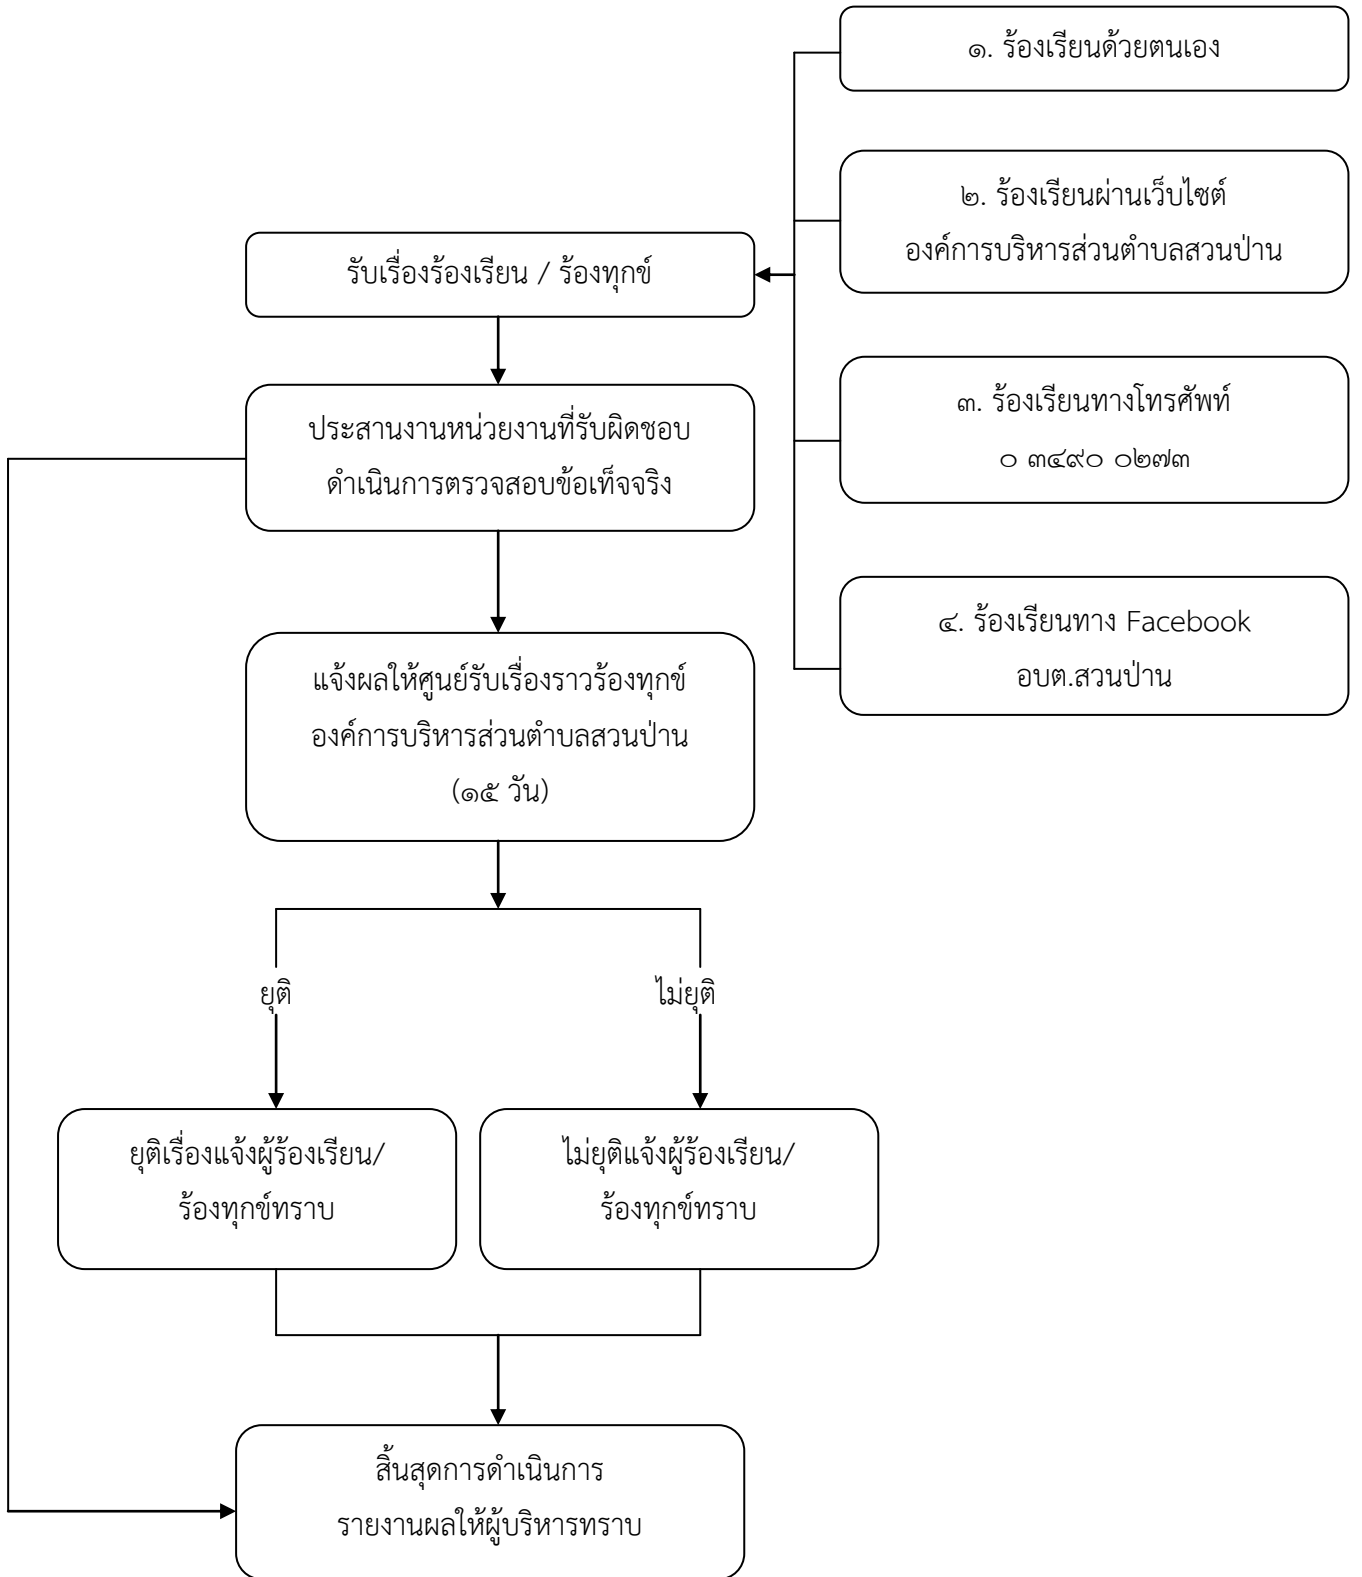 ๑. ร้องเรียนด้วยตนเอง
๒. ร้องเรียนผ่านเว็บไซต์
องค์การบริหารส่วนตำบลสวนป่าน
๓. ร้องเรียนทางโทรศัพท์
๐ ๓๔๙๐ ๐๒๗๓
๔. ร้องเรียนทาง Facebook
อบต.สวนป่าน
รับเรื่องร้องเรียน / ร้องทุกข์
ประสานงานหน่วยงานที่รับผิดชอบ
ดำเนินการตรวจสอบข้อเท็จจริง
แจ้งผลให้ศูนย์รับเรื่องราวร้องทุกข์
องค์การบริหารส่วนตำบลสวนป่าน
(๑๕ วัน)
ยุติ
ไม่ยุติ
ยุติเรื่องแจ้งผู้ร้องเรียน/
ร้องทุกข์ทราบ
ไม่ยุติแจ้งผู้ร้องเรียน/
ร้องทุกข์ทราบ
สิ้นสุดการดำเนินการ
รายงานผลให้ผู้บริหารทราบ